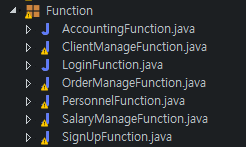 Function
AccountingFunction.java
ClientManageFunction.java
LoginFunction.java
OrderManageFunction.java
PersonnelFunction.java
SalaryManageFunction.java
SignUpFunction.java